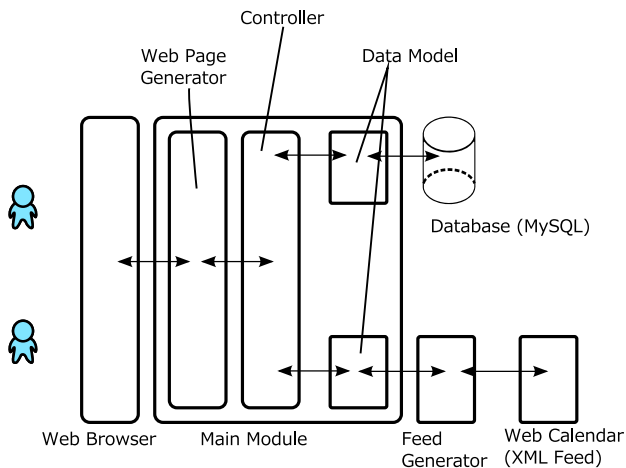 Controller
Web Page
Generator
Data Model
Database (MySQL)
Web Browser
Main Module
Feed
Generator
Web Calendar
(XML Feed)